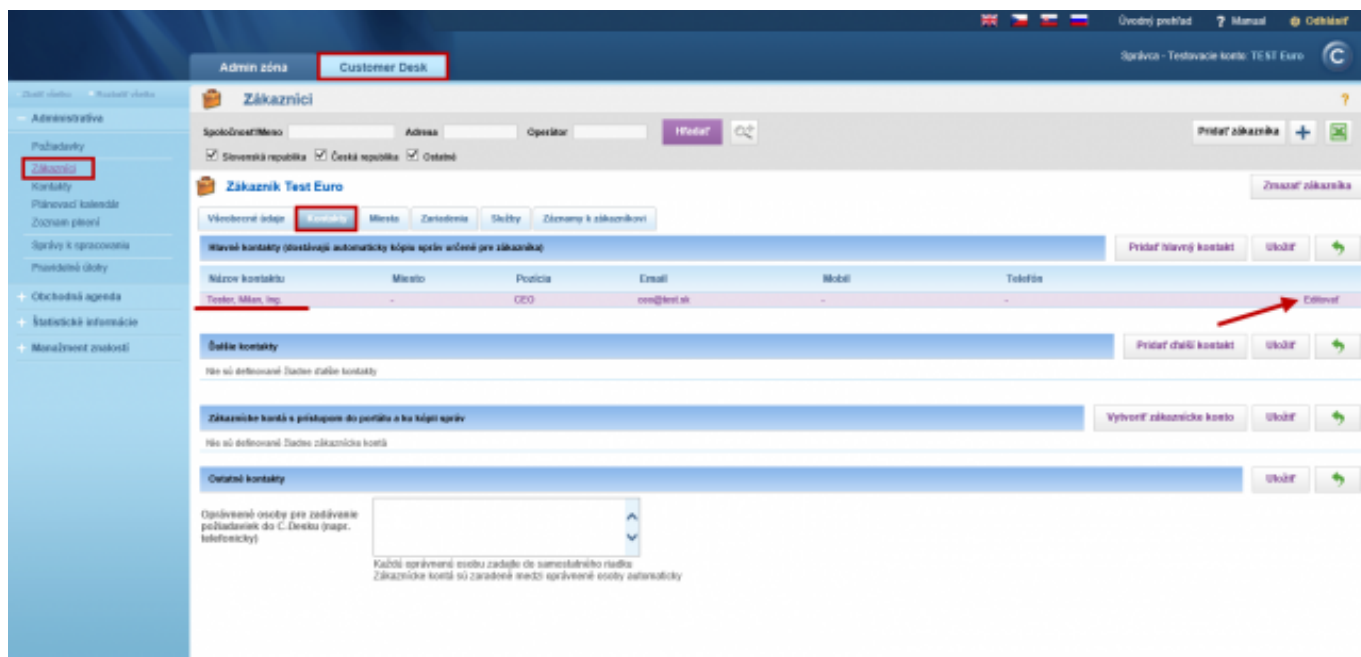 Úvodný prehľad ? Manual Odhlásiť
Správca - Testovacie konto: TEST Euro
Admin zóna Customer Desk
Zákazníci ?
Administratíva
Požiadavky
Zákazníci
Kontakty
Plánovací kalendár
Zoznam plnení
Správy k spracovaniu
Pravidelné úlohy
Obchodná agenda
Štatistické informácie
Manažment znalostí
Spoločnosť/Meno Adresa Operátor Hľadať Pridať zákazníka
Slovenská republika Česká republika Ostatné
Zákazník Test Euro Zmazať zákazníka
Všeobecné údaje Kontakty Miesta Zariadenia Služby Záznamy k zákazníkovi
Hlavné kontakty (dostávajú automaticky kópiu správ určené pre zákazníka) Pridať hlavný kontakt Uložiť
Názov kontaktu Miesto Pozícia Email Mobil Telefón
Tester, Milan, Ing. - CEO ceo@test.sk - - Editovať
Ďalšie kontakty Pridať ďalší kontakt Uložiť
Nie sú definované žiadne ďalšie kontakty
Zákaznícke kontá s prístupom do portálu a ku kópii správ Vytvoriť zákaznícke konto Uložiť
Nie sú definované žiadne zákaznícke kontá
Ostatné kontakty Uložiť
Oprávnené osoby pre zadávanie
požiadaviek do C-Desku (napr.
telefonicky)
Každú oprávnenú osobu zadajte do samostatného riadku
Zákaznícke kontá sú zaradené medzi oprávnené osoby automaticky